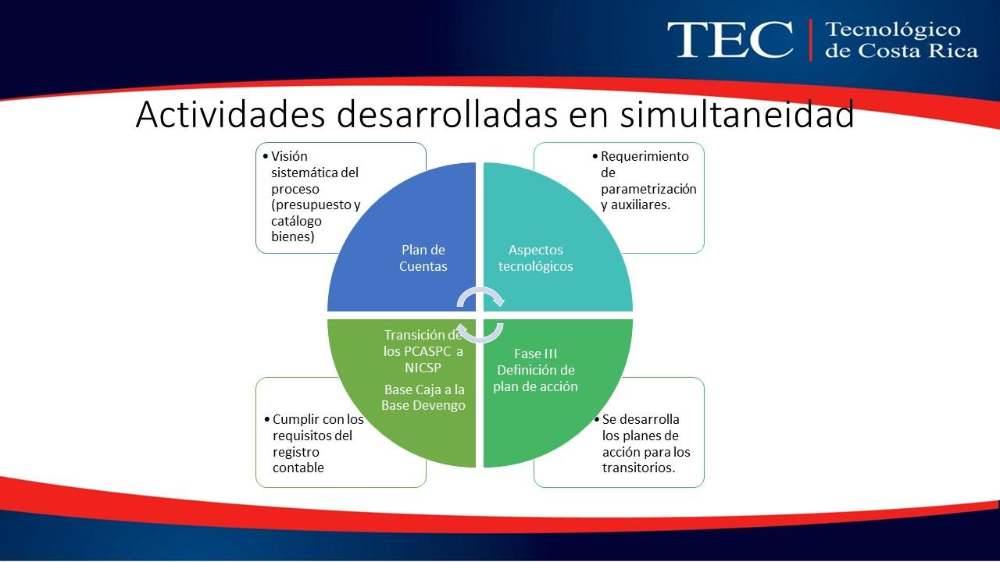 TEC
Tecnológico
de Costa Rica
Actividades desarrolladas en simultaneidad
• Visión
sistemática del
proceso
(presupuesto y
catálogo
bienes)
• Requerimiento
de
parametrización
y auxiliares.
Plan de
Cuentas
Aspectos
tecnológicos
Transición de
los PCASPC a
NICSP
Base Caja a la
Base Devengo
Fase III
Definición de
plan de acción
• Cumplir con los
requisitos del
registro
contable
• Se desarrolla
los planes de
acción para los
transitorios.